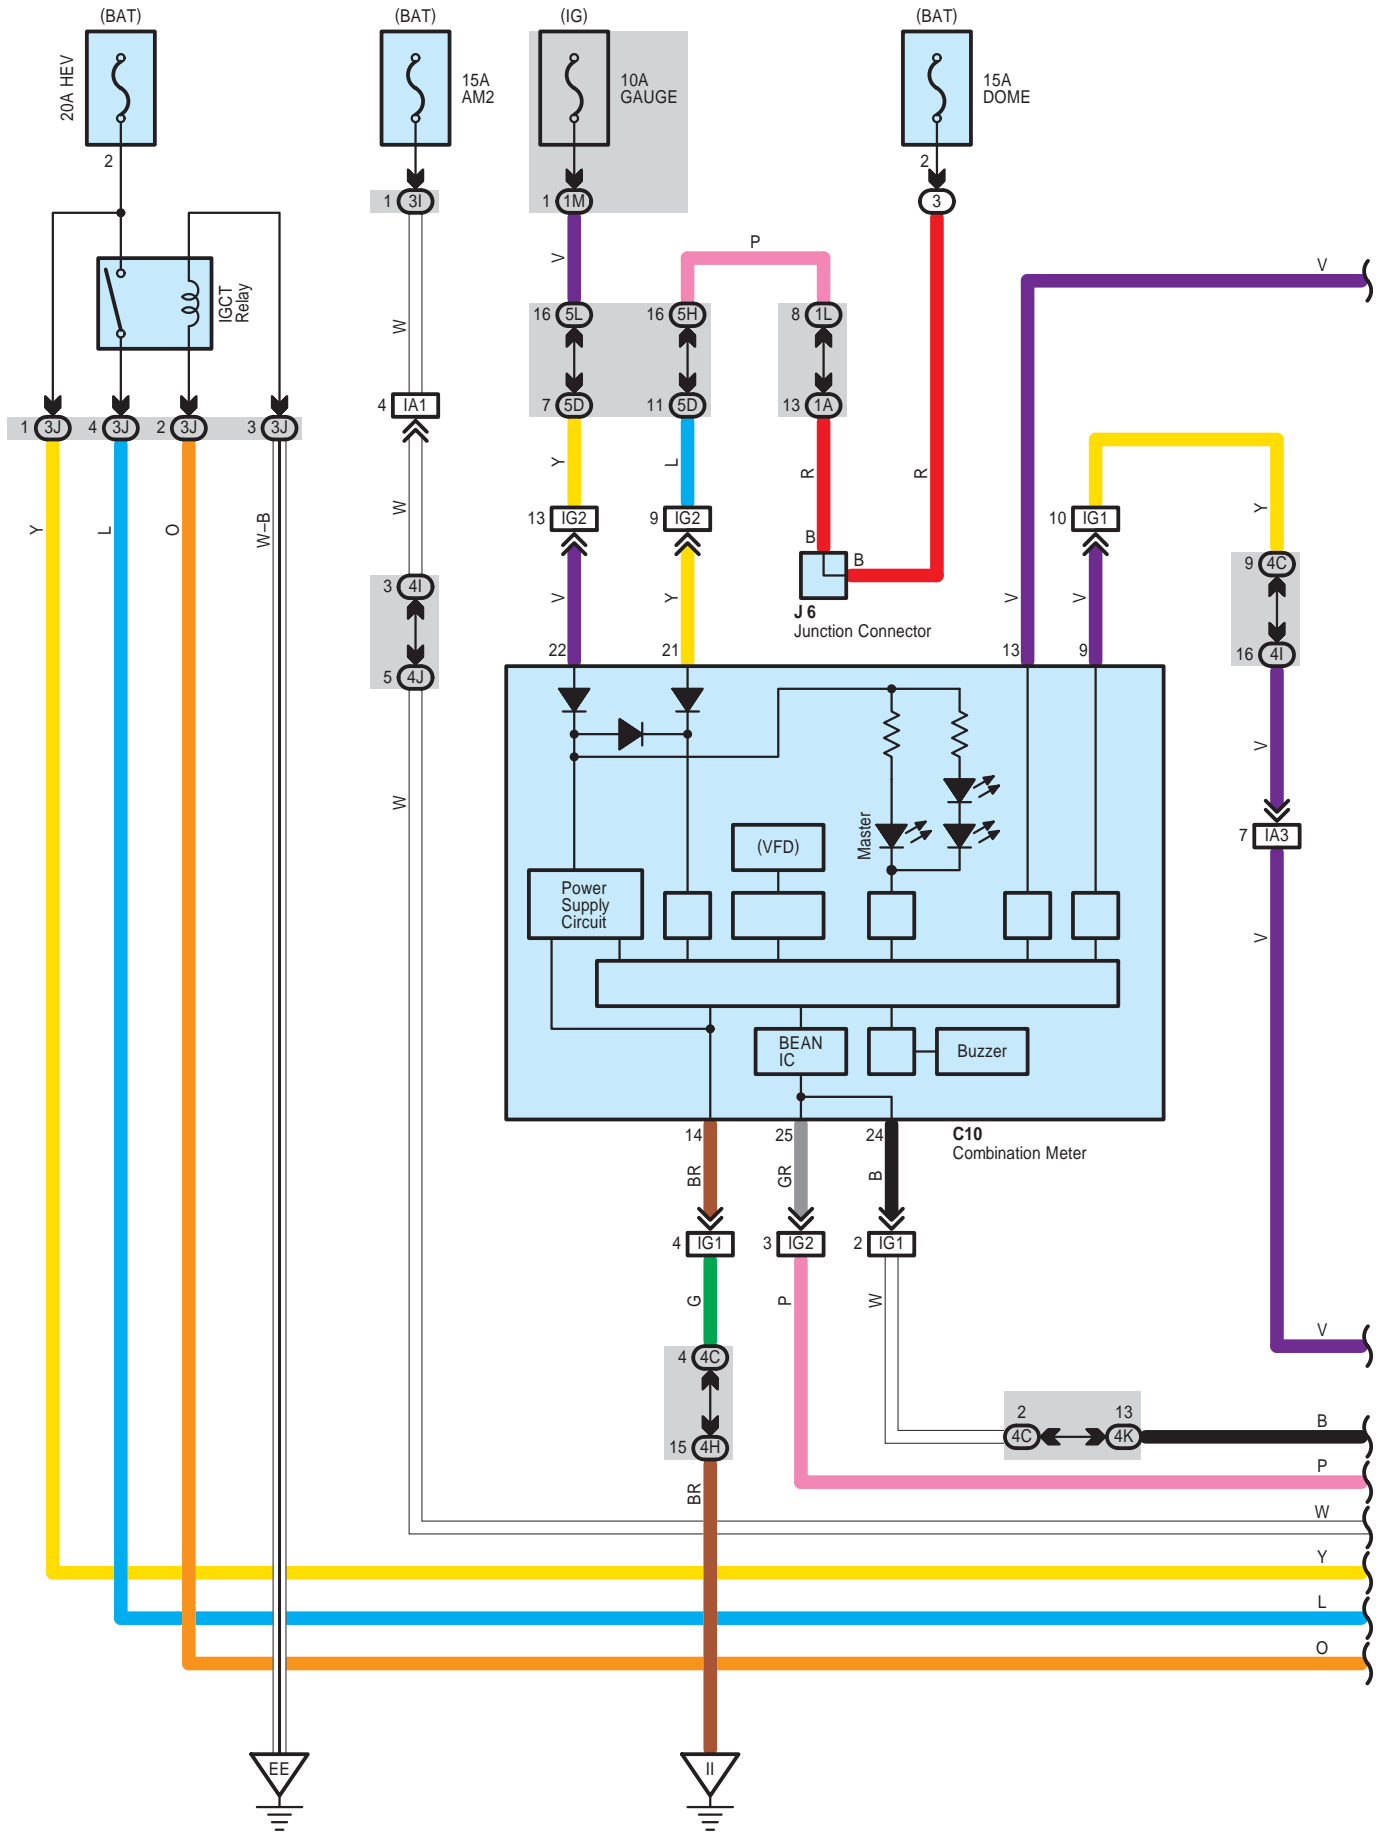 (BAT)
(BAT)
(IG)
(BAT)
20A HEV
15A
AM2
10A
GAUGE
15A
DOME
2
2
1 3I
1 1M
3
P
V
V
IGCT
Relay
W
16 5L
16 5H
8 1L
4 IA1
7 5D
11 5D
13 1A
1 3J
4 3J
2 3J
3 3J
Y
L
R
R
Y
L
O
W-B
W
13 IG2
9 IG2
10 IG1
Y
B
B
9 4C
3 4I
V
Y
J 6
Junction Connector
V
V
22
21
13
9
16 4I
5 4J
V
W
Master
(VFD)
7 IA3
Power
Supply
Circuit
V
BEAN
IC
Buzzer
14
25
24
C10
Combination Meter
BR
GR
B
4 IG1
3 IG2
2 IG1
G
P
W
V
4 4C
2
13
B
15 4H
4C
4K
P
BR
W
Y
L
O
EE
II